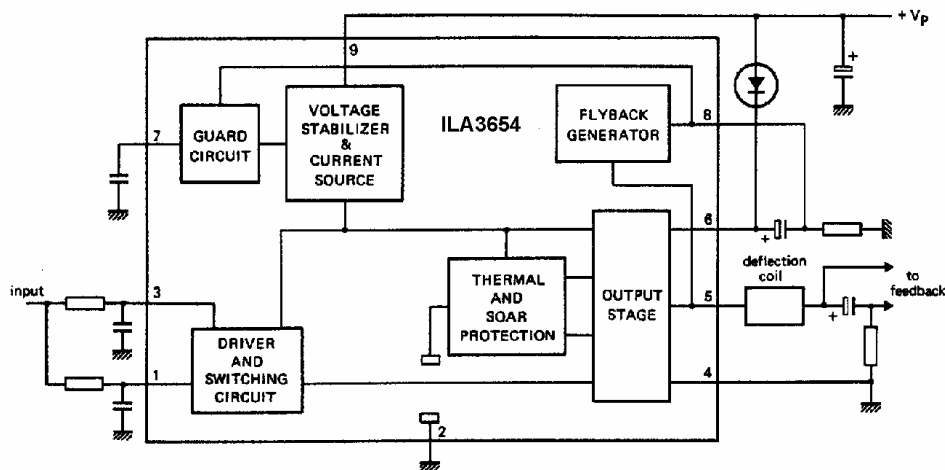 + VP
9
VOLTAGE
STABILIZER
&
CURRENT
SOURCE
ILA3654
FLYBACK
GENERATOR
8
+
7
GUARD
CIRCUIT
6
+
deflection
coil
to
feedback
THERMAL
AND
SOAR
PROTECTION
OUTPUT
STAGE
5
+
input
3
DRIVER
AND
SWITCHING
CIRCUIT
1
4
2